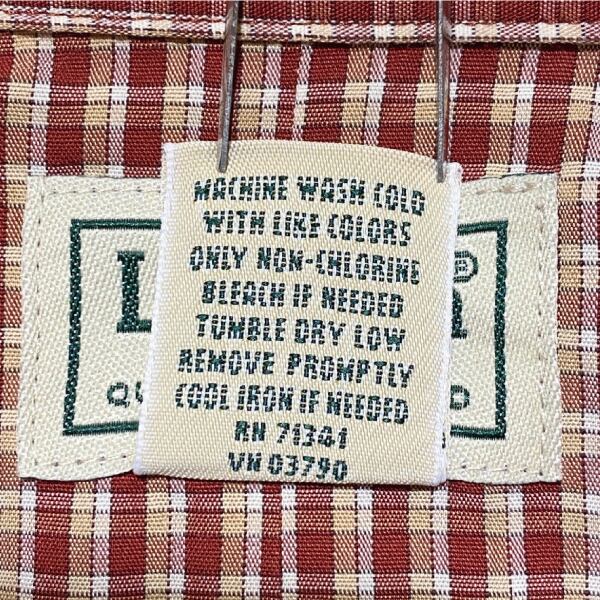 MACHINE WASH COLD
WITH LIKE COLORS
ONLY NON-CHLORINE
BLEACH IF NEEDED
TUMBLE DRY LOW
REMOVE PROMPTLY
COOL IRON IF NEEDED
RN 71341
VN 03790